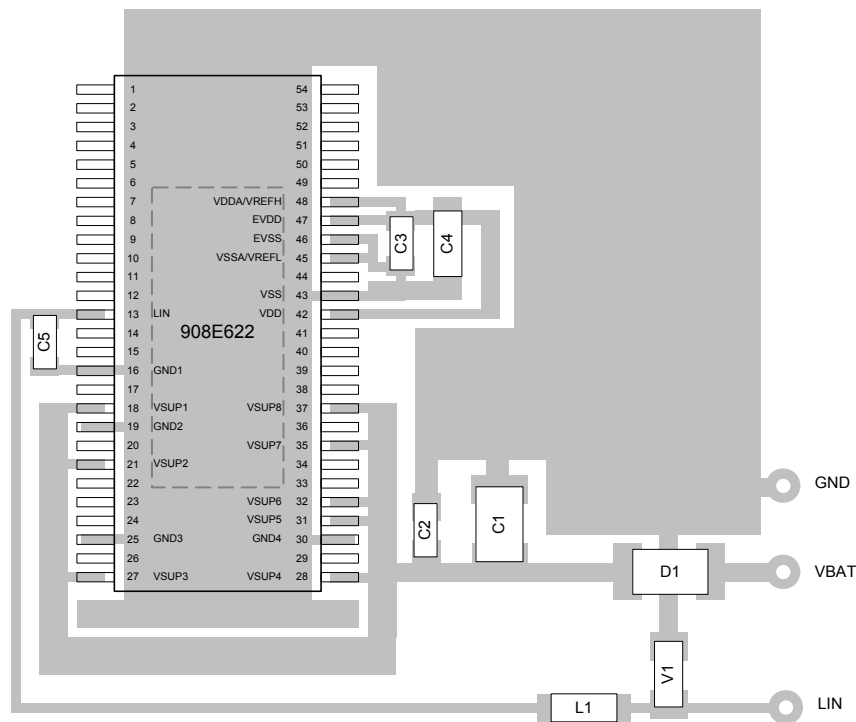 1 54
2 53
3 52
4 51
5 50
6 49
7 VDDA/VREFH 48
8 EVDD 47
9 EVSS 46
10 VSSA/VREFL 45
11 44
12 VSS 43
13 LIN VDD 42
14 41
15 40
16 GND1 39
17 38
18 VSUP1 VSUP8 37
19 GND2 36
20 VSUP7 35
21 VSUP2 34
22 33
23 VSUP6 32
24 VSUP5 31
25 GND3 GND4 30
26 29
27 VSUP3 VSUP4 28
908E622
C5
C3
C4
C2
C1
D1
V1
L1
GND
VBAT
LIN